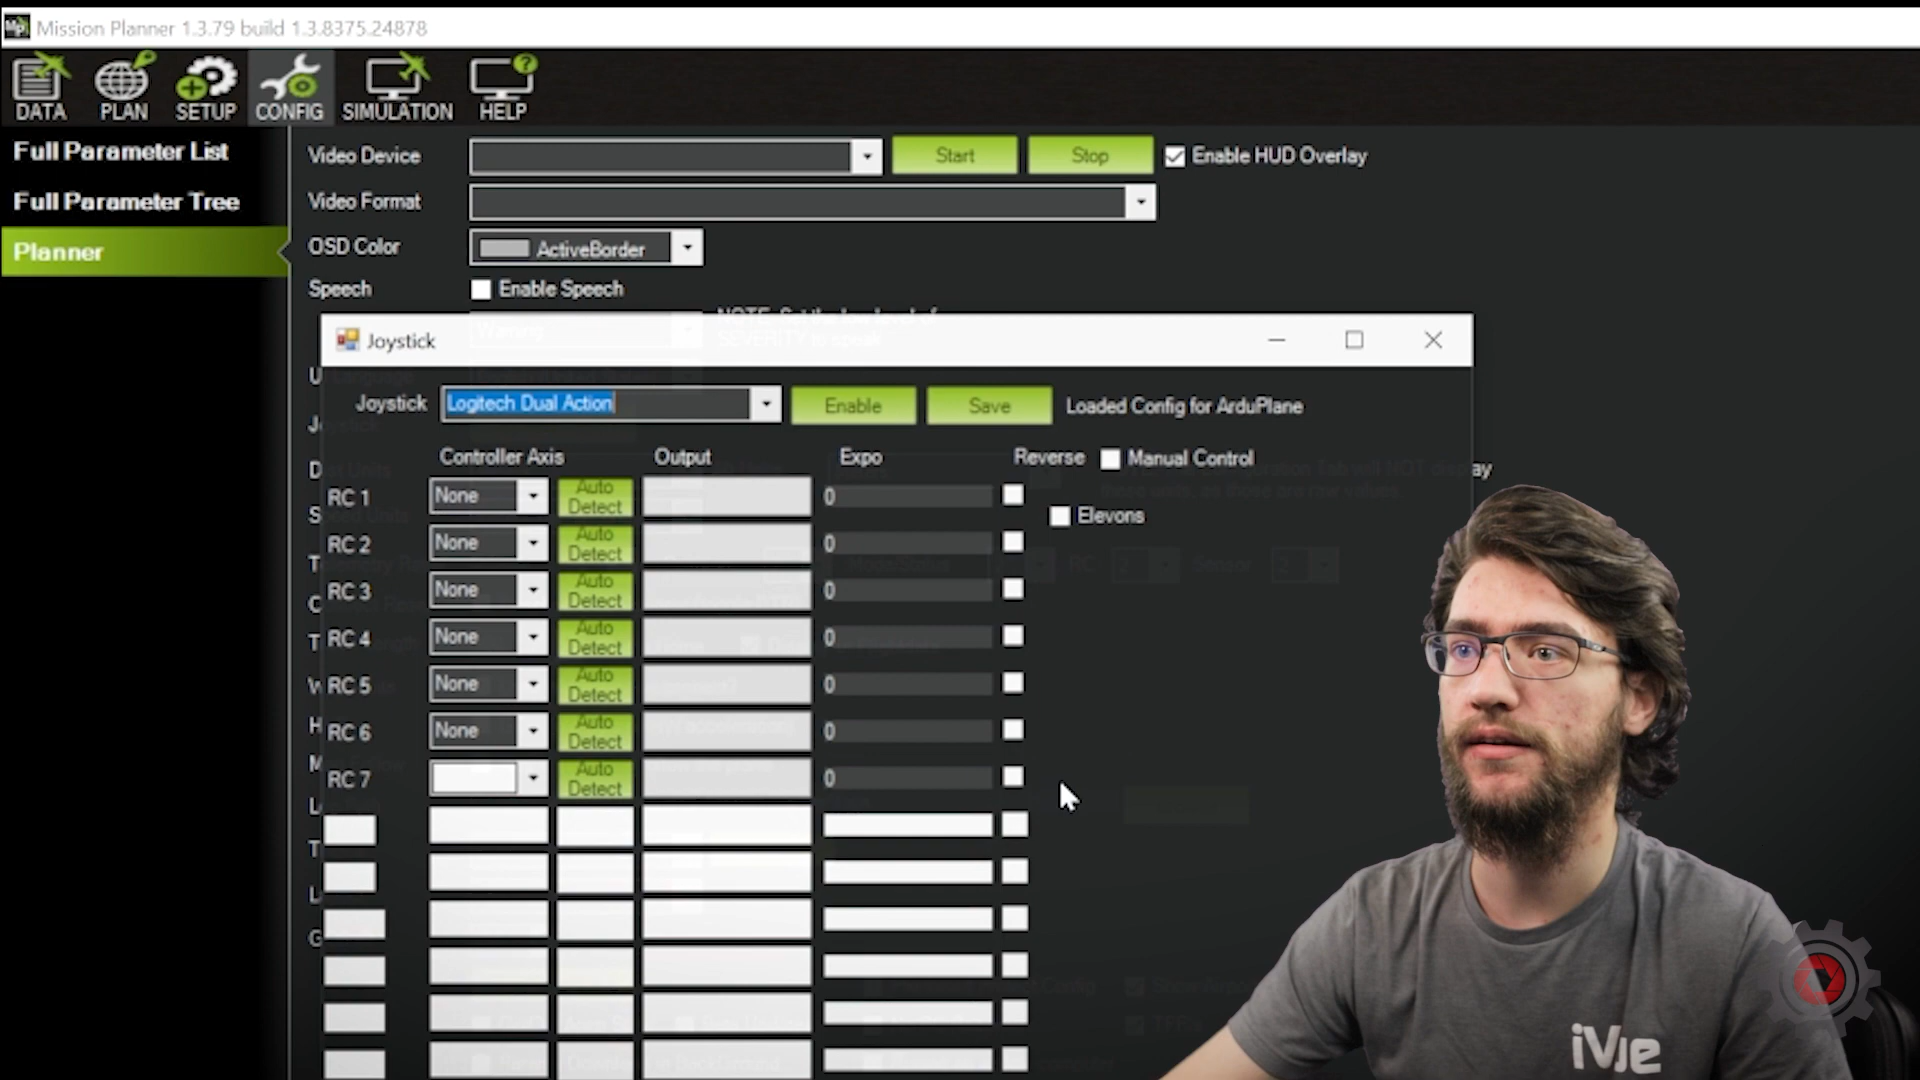 Mission Planner 1.3.79 build 1.3.8375.24878
DATA PLAN SETUP CONFIG SIMULATION HELP
Full Parameter List
Full Parameter Tree
Planner
Video Device Start Stop Enable HUD Overlay
Video Format
OSD Color ActiveBorder
Speech Enable Speech
Joystick
Joystick Logitech Dual Action Enable Save Loaded Config for ArduPlane
Controller Axis Output Expo Reverse Manual Control
RC 1 None Auto Detect 0
Elevons
RC 2 None Auto Detect 0
RC 3 None Auto Detect 0
RC 4 None Auto Detect 0
RC 5 None Auto Detect 0
RC 6 None Auto Detect 0
RC 7 Auto Detect 0
iVJe